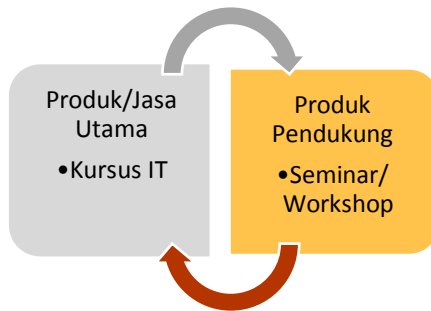 Produk/Jasa
Utama
•Kursus IT
Produk
Pendukung
•Seminar/
Workshop